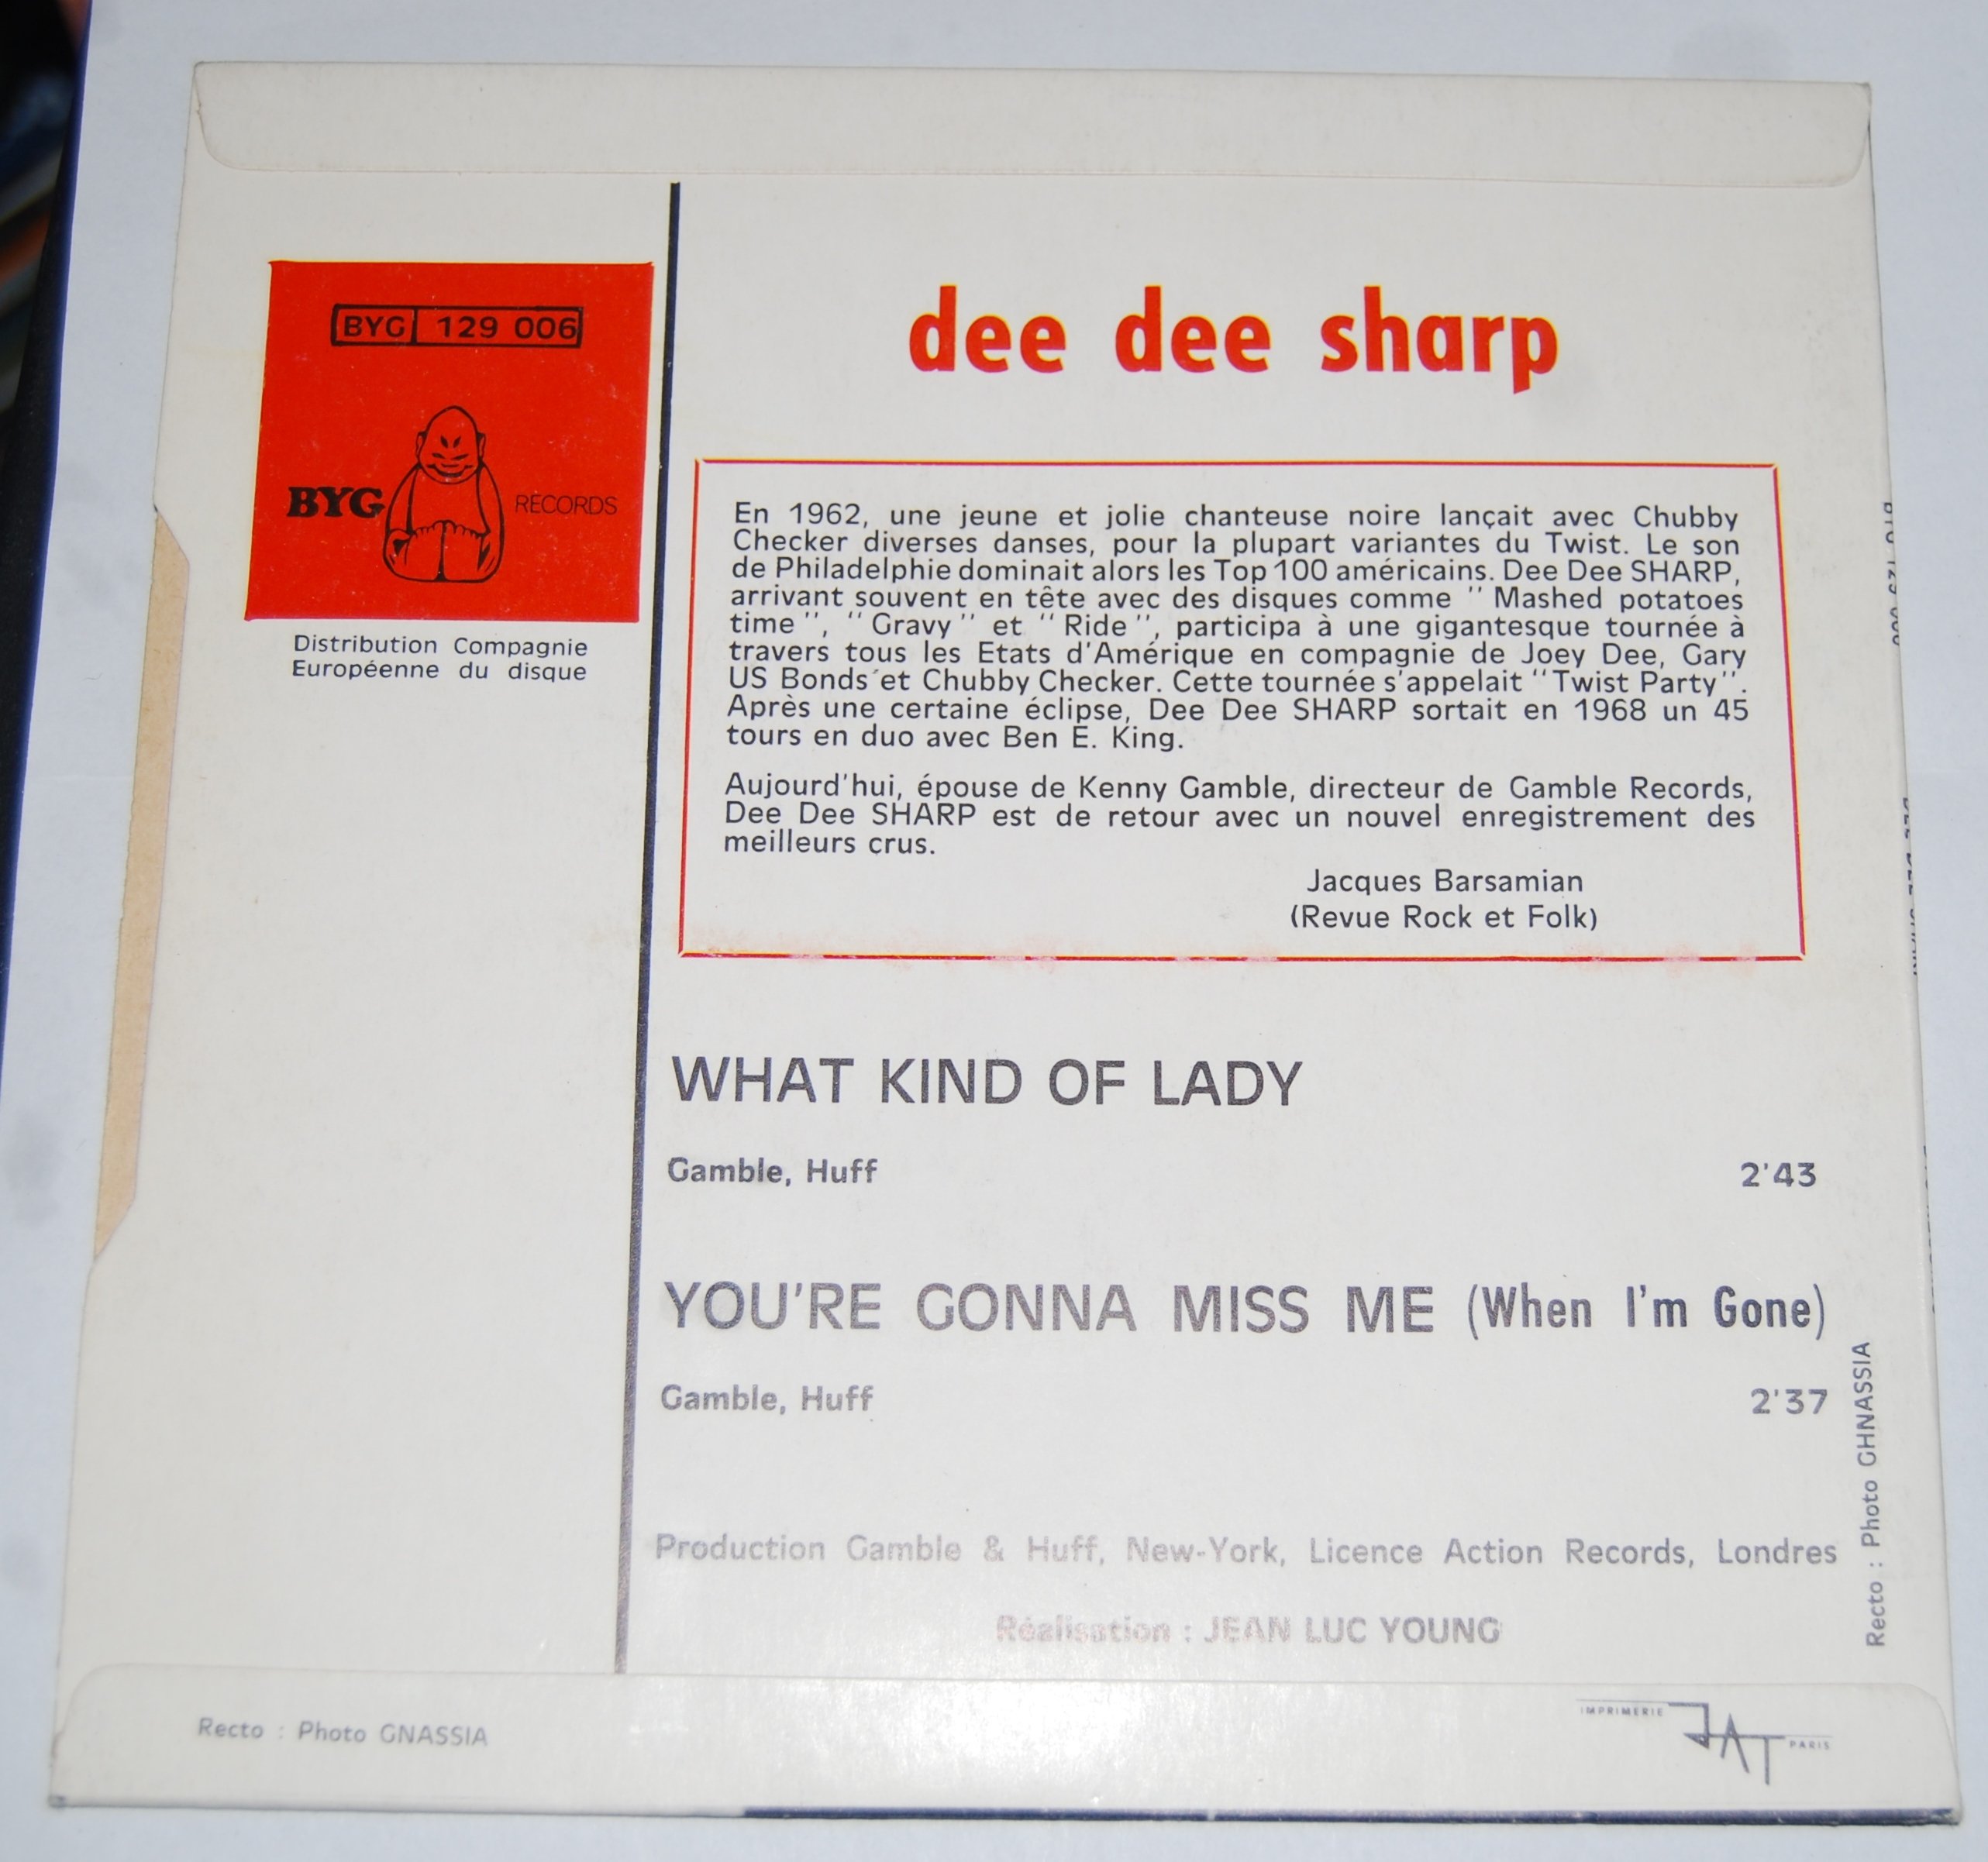 BYG 129 006
BYG RECORDS
Distribution Compagnie
Européenne du disque
dee dee sharp
En 1962, une jeune et jolie chanteuse noire lançait avec Chubby
Checker diverses danses, pour la plupart variantes du Twist. Le son
de Philadelphie dominait alors les Top 100 américains. Dee Dee SHARP,
arrivant souvent en tête avec des disques comme '' Mashed potatoes
time '', '' Gravy '' et '' Ride '', participa à une gigantesque tournée à
travers tous les Etats d'Amérique en compagnie de Joey Dee, Gary
US Bonds et Chubby Checker. Cette tournée s'appelait ''Twist Party''.
Après une certaine éclipse, Dee Dee SHARP sortait en 1968 un 45
tours en duo avec Ben E. King.
Aujourd'hui, épouse de Kenny Gamble, directeur de Gamble Records,
Dee Dee SHARP est de retour avec un nouvel enregistrement des
meilleurs crus.
Jacques Barsamian
(Revue Rock et Folk)
WHAT KIND OF LADY
Gamble, Huff 2'43
YOU'RE GONNA MISS ME (When I'm Gone)
Gamble, Huff 2'37
Production Gamble & Huff, New-York, Licence Action Records, Londres
Réalisation : JEAN LUC YOUNG
Recto : Photo GHNASSIA
Recto : Photo GNASSIA
IMPRIMERIE JAT PARIS